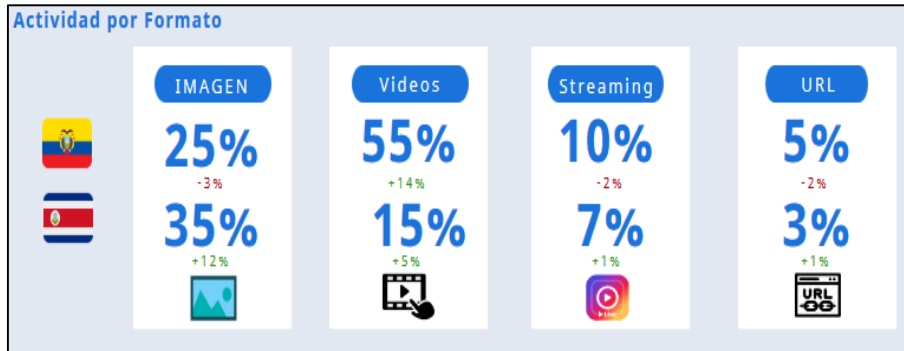 Actividad por Formato
IMAGEN Videos Streaming URL
25% 55% 10% 5%
-3% +14% -2% -2%
35% 15% 7% 3%
+12% +5% +1% +1%
Live
URL